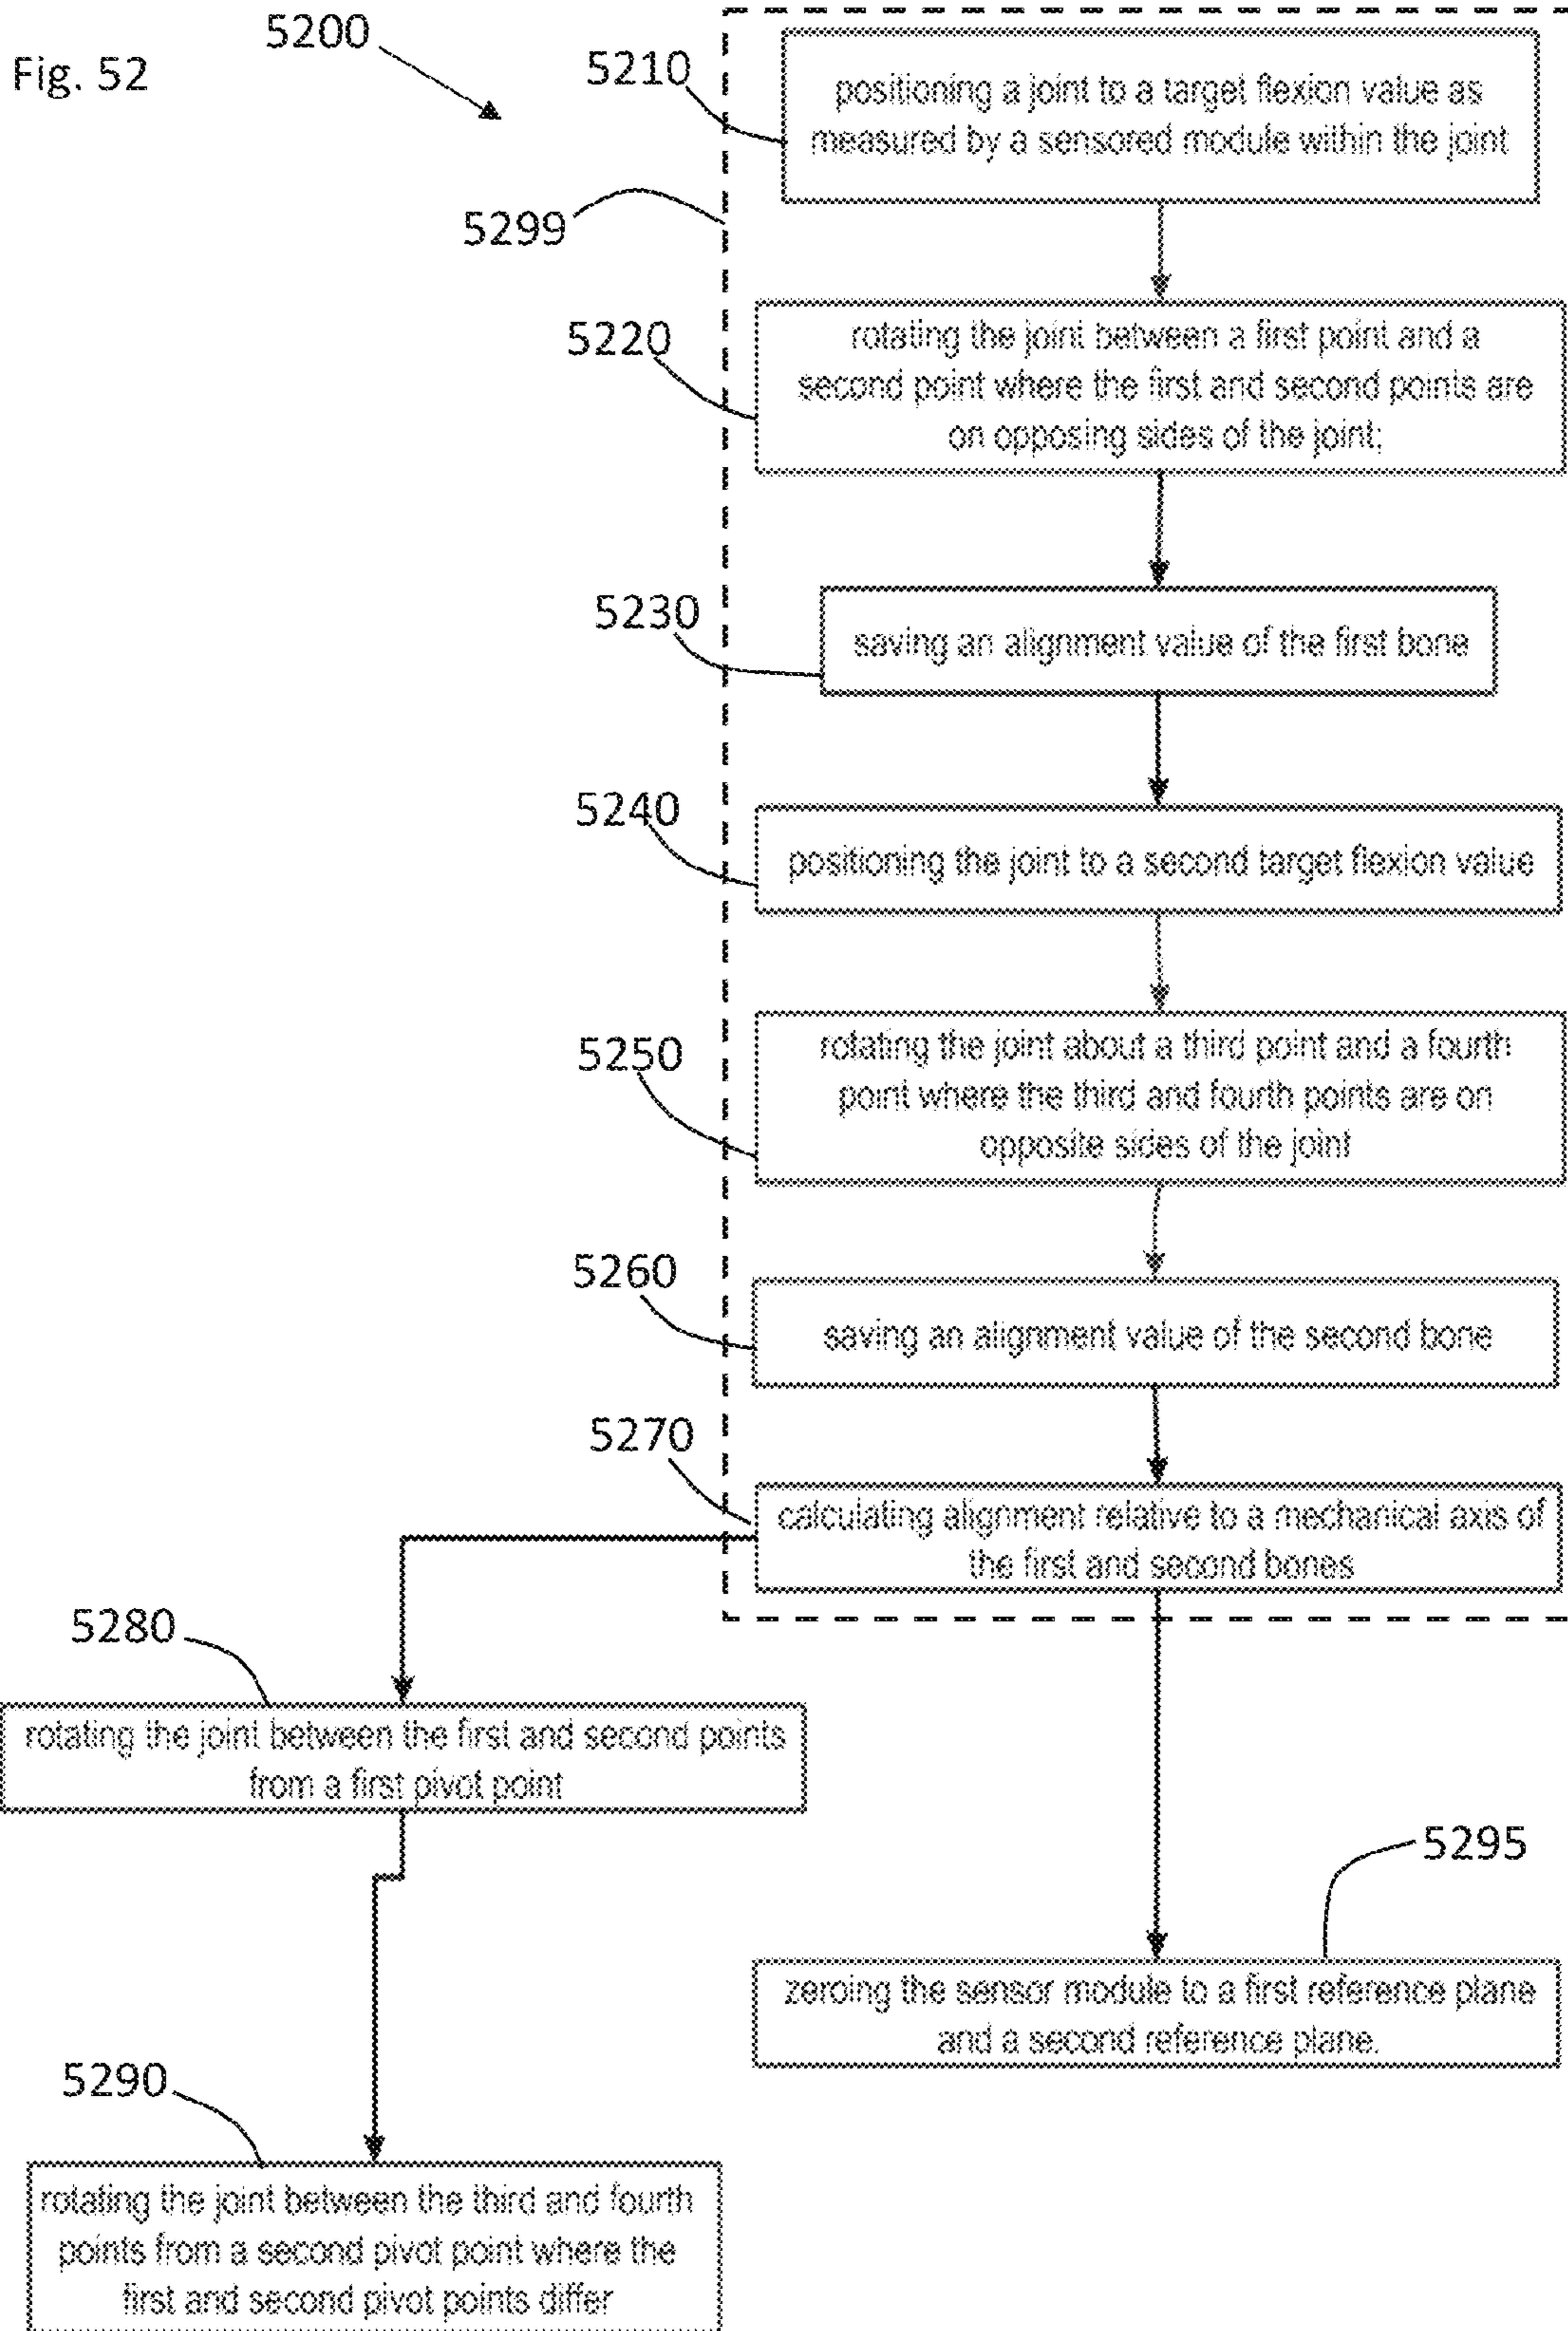 Fig. 52
5200
5210
positioning a joint to a target flexion value as
measured by a sensored module within the joint
5299
5220
rotating the joint between a first point and a
second point where the first and second points are
on opposing sides of the joint;
5230
saving an alignment value of the first bone
5240
positioning the joint to a second target flexion value
5250
rotating the joint about a third point and a fourth
point where the third and fourth points are on
opposite sides of the joint
5260
saving an alignment value of the second bone
5270
calculating alignment relative to a mechanical axis of
the first and second bones
5280
rotating the joint between the first and second points
from a first pivot point
5295
zeroing the sensor module to a first reference plane
and a second reference plane.
5290
rotating the joint between the third and fourth
points from a second pivot point where the
first and second pivot points differ